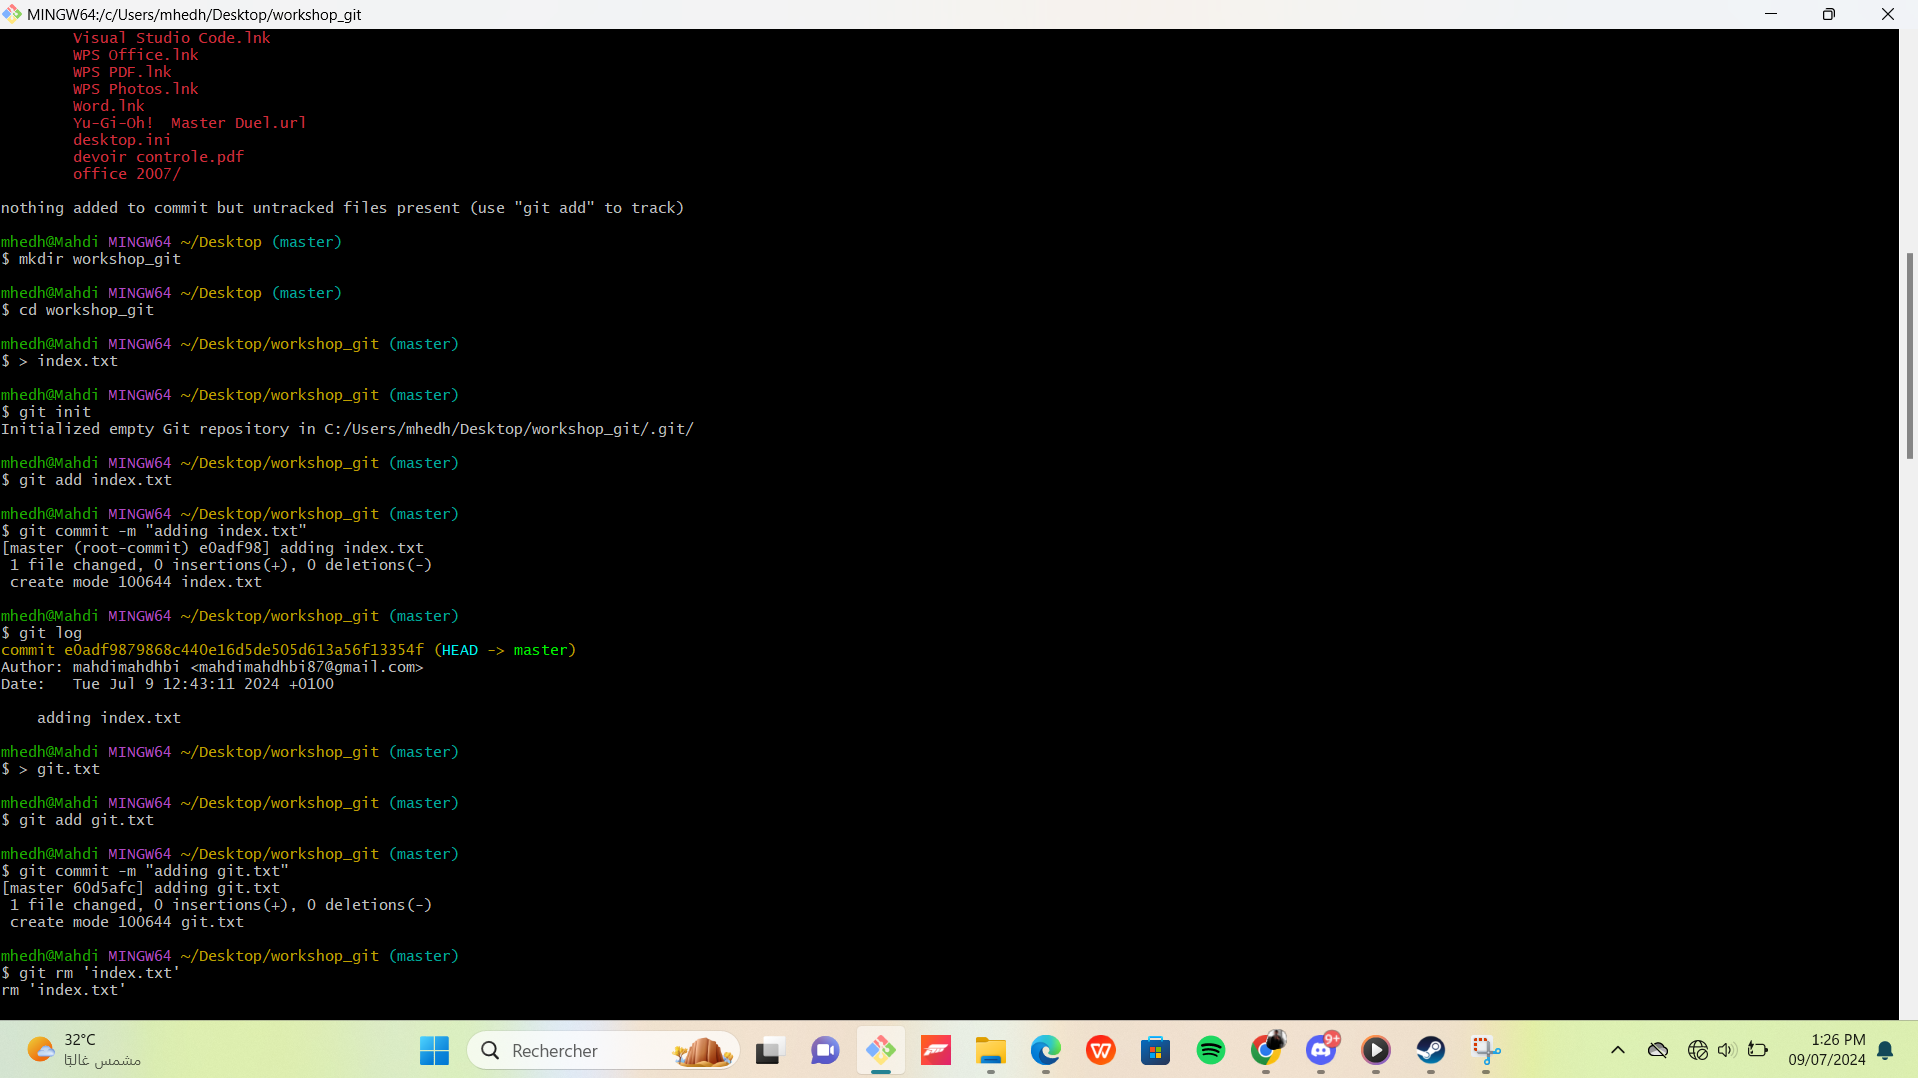 MINGW64:/c/Users/mhedh/Desktop/workshop_git
Visual Studio Code.lnk
WPS Office.lnk
WPS PDF.lnk
WPS Photos.lnk
Word.lnk
Yu-Gi-Oh!  Master Duel.url
desktop.ini
devoir controle.pdf
office 2007/
nothing added to commit but untracked files present (use "git add" to track)
mhedh@Mahdi MINGW64 ~/Desktop (master)
$ mkdir workshop_git
mhedh@Mahdi MINGW64 ~/Desktop (master)
$ cd workshop_git
mhedh@Mahdi MINGW64 ~/Desktop/workshop_git (master)
$ > index.txt
mhedh@Mahdi MINGW64 ~/Desktop/workshop_git (master)
$ git init
Initialized empty Git repository in C:/Users/mhedh/Desktop/workshop_git/.git/
mhedh@Mahdi MINGW64 ~/Desktop/workshop_git (master)
$ git add index.txt
mhedh@Mahdi MINGW64 ~/Desktop/workshop_git (master)
$ git commit -m "adding index.txt"
[master (root-commit) e0adf98] adding index.txt
 1 file changed, 0 insertions(+), 0 deletions(-)
 create mode 100644 index.txt
mhedh@Mahdi MINGW64 ~/Desktop/workshop_git (master)
$ git log
commit e0adf9879868c440e16d5de505d613a56f13354f (HEAD -> master)
Author: mahdimahdhbi <mahdimahdhbi87@gmail.com>
Date:   Tue Jul 9 12:43:11 2024 +0100
    adding index.txt
mhedh@Mahdi MINGW64 ~/Desktop/workshop_git (master)
$ > git.txt
mhedh@Mahdi MINGW64 ~/Desktop/workshop_git (master)
$ git add git.txt
mhedh@Mahdi MINGW64 ~/Desktop/workshop_git (master)
$ git commit -m "adding git.txt"
[master 60d5afc] adding git.txt
 1 file changed, 0 insertions(+), 0 deletions(-)
 create mode 100644 git.txt
mhedh@Mahdi MINGW64 ~/Desktop/workshop_git (master)
$ git rm 'index.txt'
rm 'index.txt'
32°C
مشمس غالبًا
Rechercher
9+
1:26 PM
09/07/2024